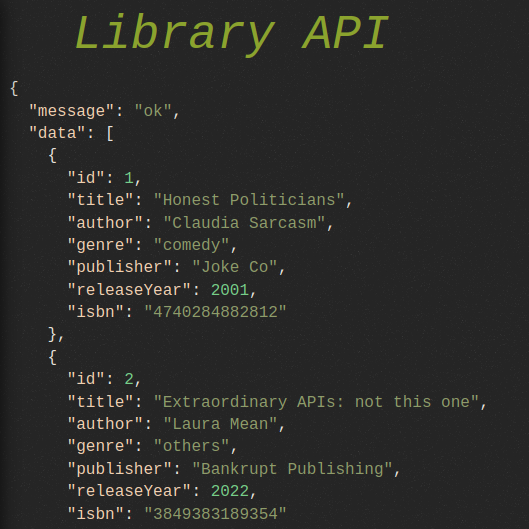 Library API
{
"message": "ok",
"data": [
{
"id": 1,
"title": "Honest Politicians",
"author": "Claudia Sarcasm",
"genre": "comedy",
"publisher": "Joke Co",
"releaseYear": 2001,
"isbn": "4740284882812"
},
{
"id": 2,
"title": "Extraordinary APIs: not this one",
"author": "Laura Mean",
"genre": "others",
"publisher": "Bankrupt Publishing",
"releaseYear": 2022,
"isbn": "3849383189354"